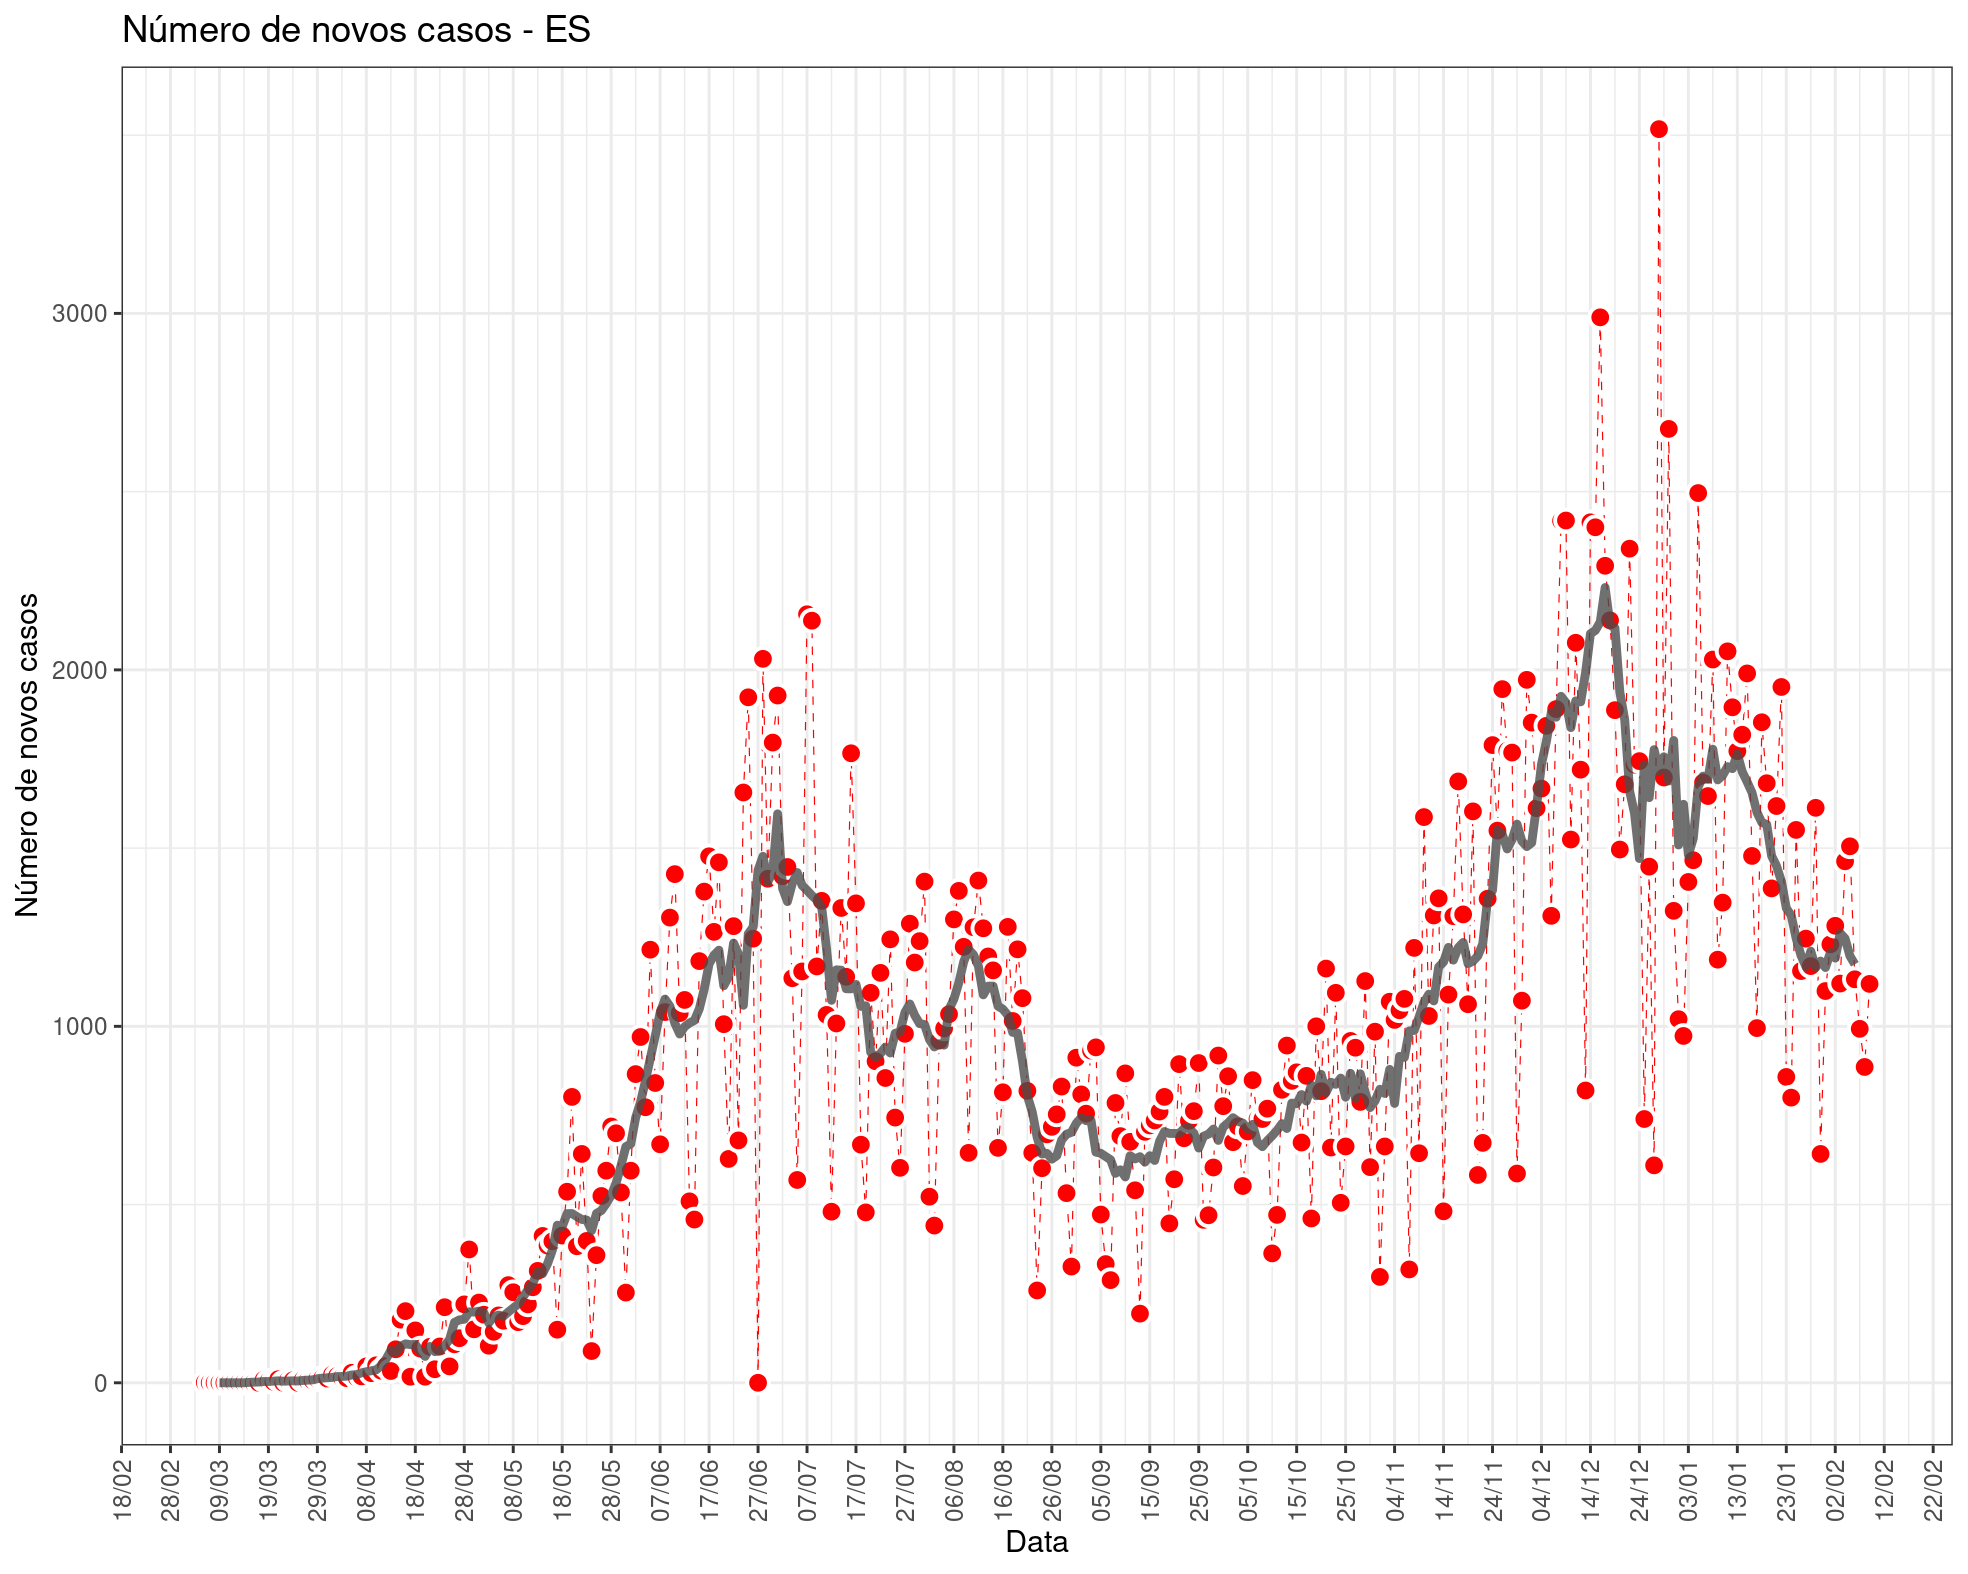 Número de novos casos - ES
Número de novos casos
3000
2000
1000
0
18/02 28/02 09/03 19/03 29/03 08/04 18/04 28/04 08/05 18/05 28/05 07/06 17/06 27/06 07/07 17/07 27/07 06/08 16/08 26/08 05/09 15/09 25/09 05/10 15/10 25/10 04/11 14/11 24/11 04/12 14/12 24/12 03/01 13/01 23/01 02/02 12/02 22/02
Data